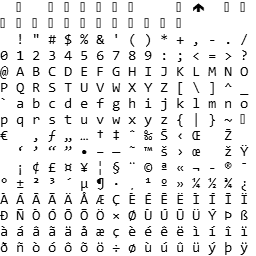 ▯ ▯ ▯ ▯ ▯ ▯ ▯ ▯ 🡅 ▯ ▯
▯ ▯ ▯ ▯ ▯ ▯ ▯ ▯ ▯ ▯ ▯ ▯
! " # $ % & ' ( ) * + , - . /
0 1 2 3 4 5 6 7 8 9 : ; < = > ?
@ A B C D E F G H I J K L M N O
P Q R S T U V W X Y Z [ \ ] ^ _
` a b c d e f g h i j k l m n o
p q r s t u v w x y z { | } ~ ▯
€ ‚ ƒ „ … † ‡ ˆ ‰ Š ‹ Œ Ž
‘ ’ “ ” • – — ˜ ™ š › œ ž Ÿ
¡ ¢ £ ¤ ¥ ¦ § ¨ © ª « ¬ - ® ¯
° ± ² ³ ´ µ ¶ · ¸ ¹ º » ¼ ½ ¾ ¿
À Á Â Ã Ä Å Æ Ç È É Ê Ë Ì Í Î Ï
Ð Ñ Ò Ó Ô Õ Ö × Ø Ù Ú Û Ü Ý Þ ß
à á â ã ä å æ ç è é ê ë ì í î ï
ð ñ ò ó ô õ ö ÷ ø ù ú û ü ý þ ÿ